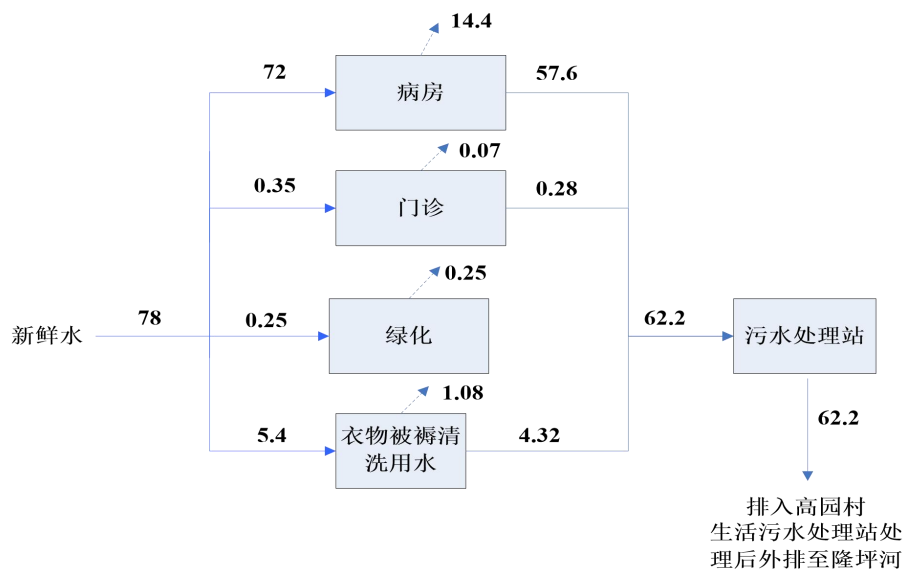 14.4
72
病房
57.6
0.07
0.35
门诊
0.28
0.25
新鲜水
78
0.25
绿化
62.2
污水处理站
1.08
5.4
衣物被褥清
洗用水
4.32
62.2
排入高园村
生活污水处理站处
理后外排至隆坪河